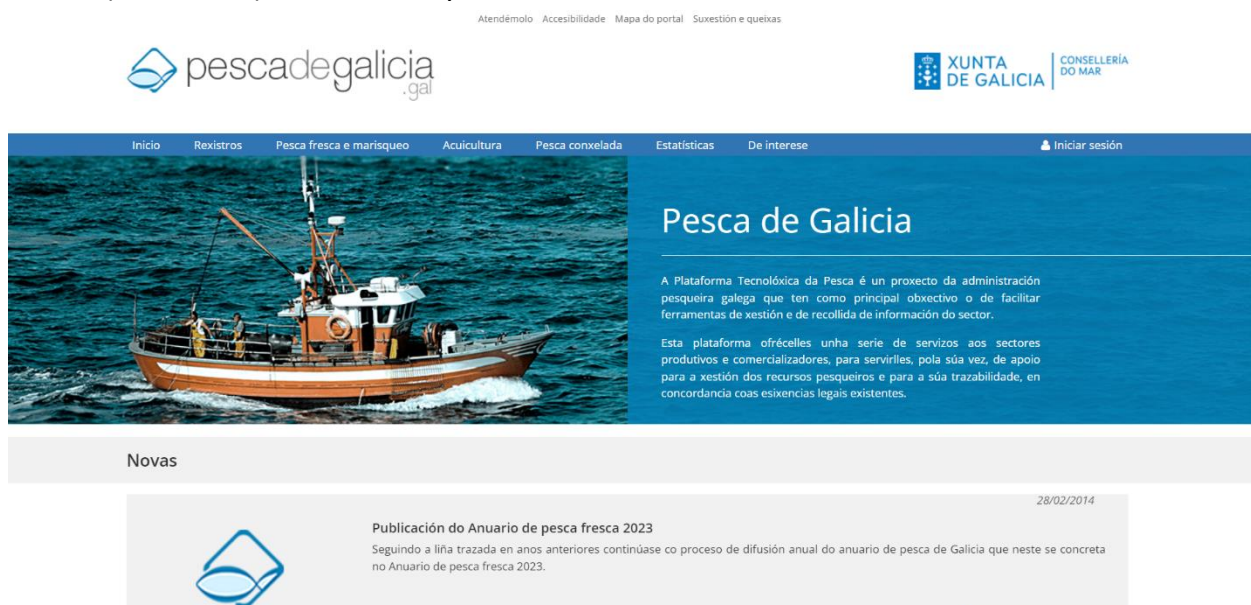 Atendémolo Accesibilidade Mapa do portal Suxestión e queixas
pescadegalicia
.gal
XUNTA
DE GALICIA
CONSELLERÍA
DO MAR
Inicio Rexistros Pesca fresca e marisqueo Acuicultura Pesca conxelada Estatísticas De interese Iniciar sesión
Pesca de Galicia
A Plataforma Tecnolóxica da Pesca é un proxecto da administración
pesqueira galega que ten como principal obxectivo o de facilitar
ferramentas de xestión e de recollida de información do sector.
Esta plataforma ofrécelles unha serie de servizos aos sectores
produtivos e comercializadores, para servirlles, pola súa vez, de apoio
para a xestión dos recursos pesqueiros e para a súa trazabilidade, en
concordancia coas esixencias legais existentes.
Novas
28/02/2014
Publicación do Anuario de pesca fresca 2023
Seguindo a liña trazada en anos anteriores continúase co proceso de difusión anual do anuario de pesca de Galicia que neste se concreta
no Anuario de pesca fresca 2023.